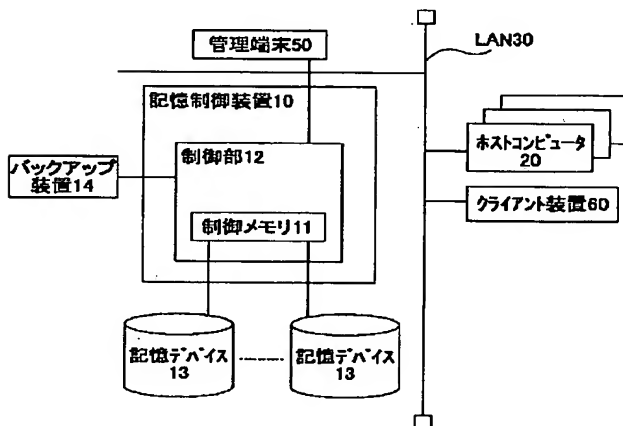 管理端末50
LAN30
記憶制御装置10
制御部12
バックアップ
装置14
制御メモリ11
ホストコンピュータ
20
クライアント装置60
記憶デバイス
13
記憶デバイス
13